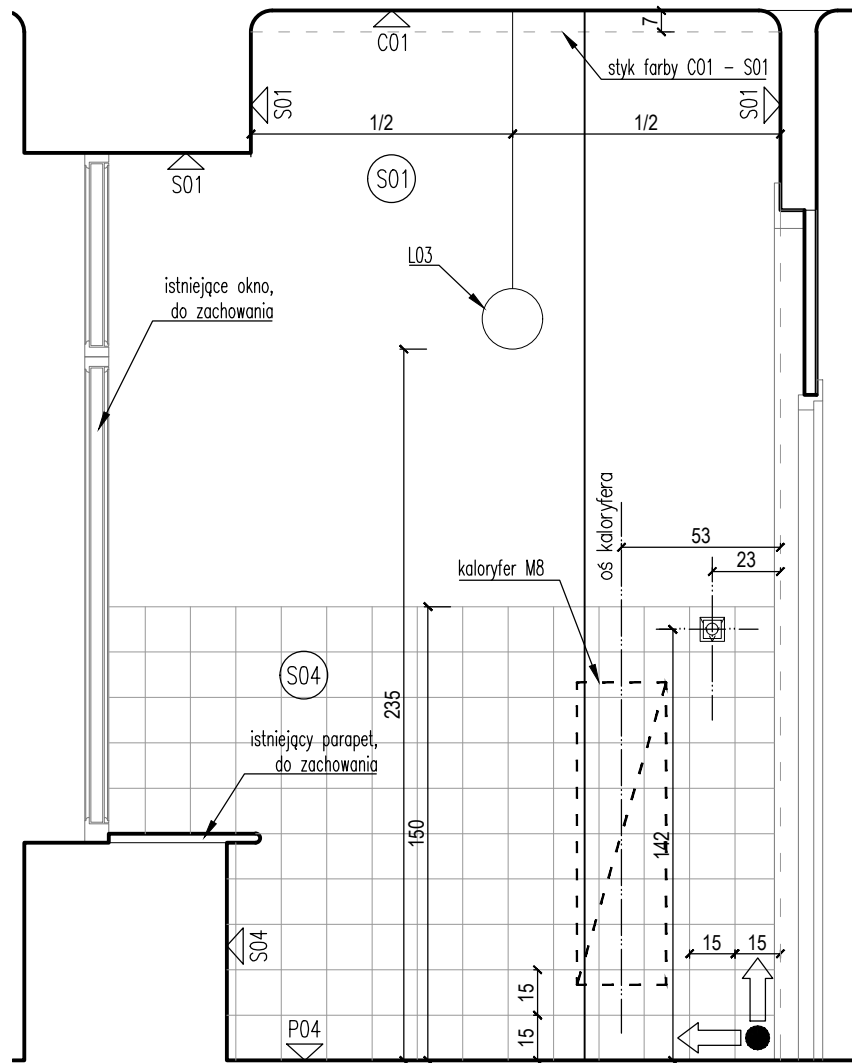 7
C01
styk farby C01 – S01
S01
S01
1/2
1/2
S01
S01
L03
istniejące okno,
do zachowania
oś kaloryfera
53
23
kaloryfer M8
S04
235
istniejący parapet,
do zachowania
150
142
S04
15
15
15
15
P04